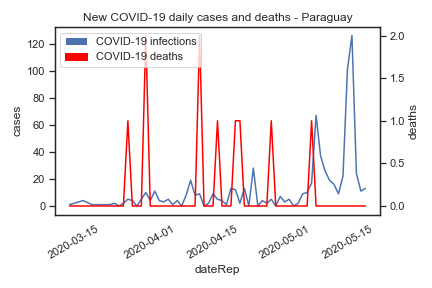 New COVID-19 daily cases and deaths - Paraguay
COVID-19 infections
COVID-19 deaths
120
100
80
60
40
20
0
cases
2.0
1.5
1.0
0.5
0.0
deaths
2020-03-15
2020-04-01
2020-04-15
2020-05-01
2020-05-15
dateRep